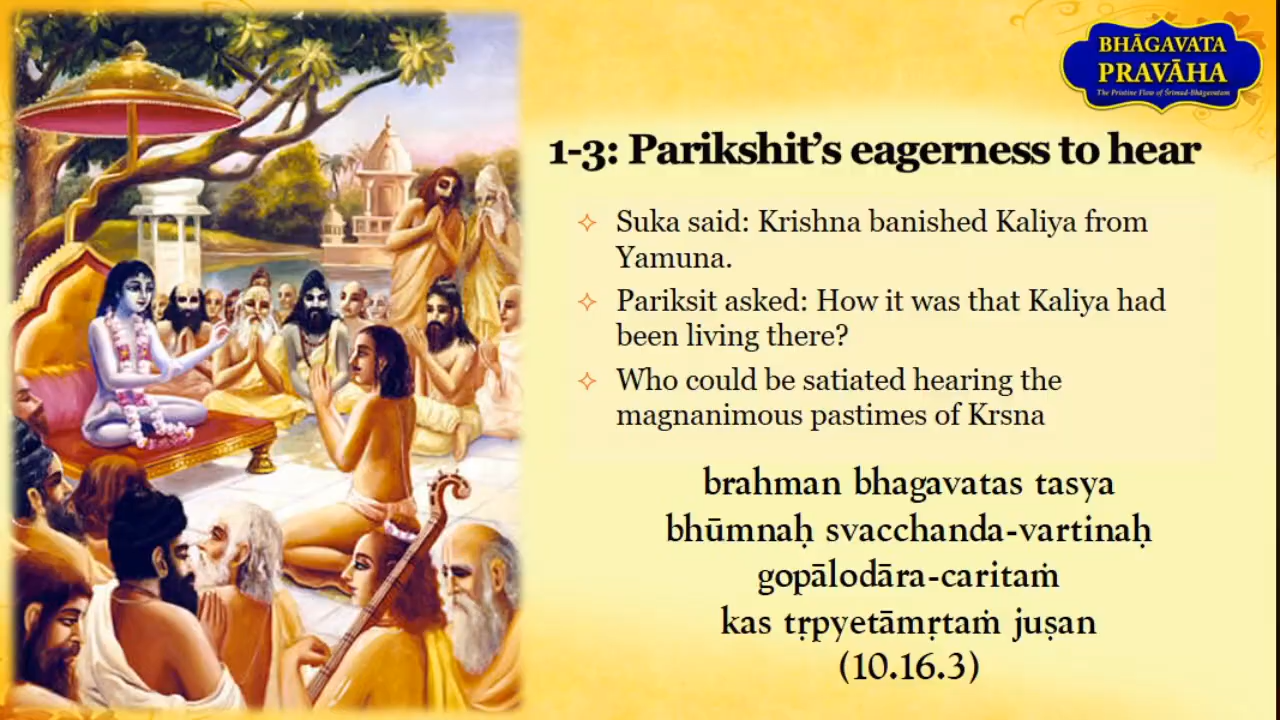 BHĀGAVATA
PRAVĀHA
The Pristine Flow of Śrīmad-Bhāgavatam
1-3: Parikshit’s eagerness to hear
✧ Suka said: Krishna banished Kaliya from
Yamuna.
✧ Pariksit asked: How it was that Kaliya had
been living there?
✧ Who could be satiated hearing the
magnanimous pastimes of Krsna
brahman bhagavatas tasya
bhūmnaḥ svacchanda-vartinaḥ
gopālodāra-caritaṁ
kas tṛpyetāmṛtaṁ juṣan
(10.16.3)